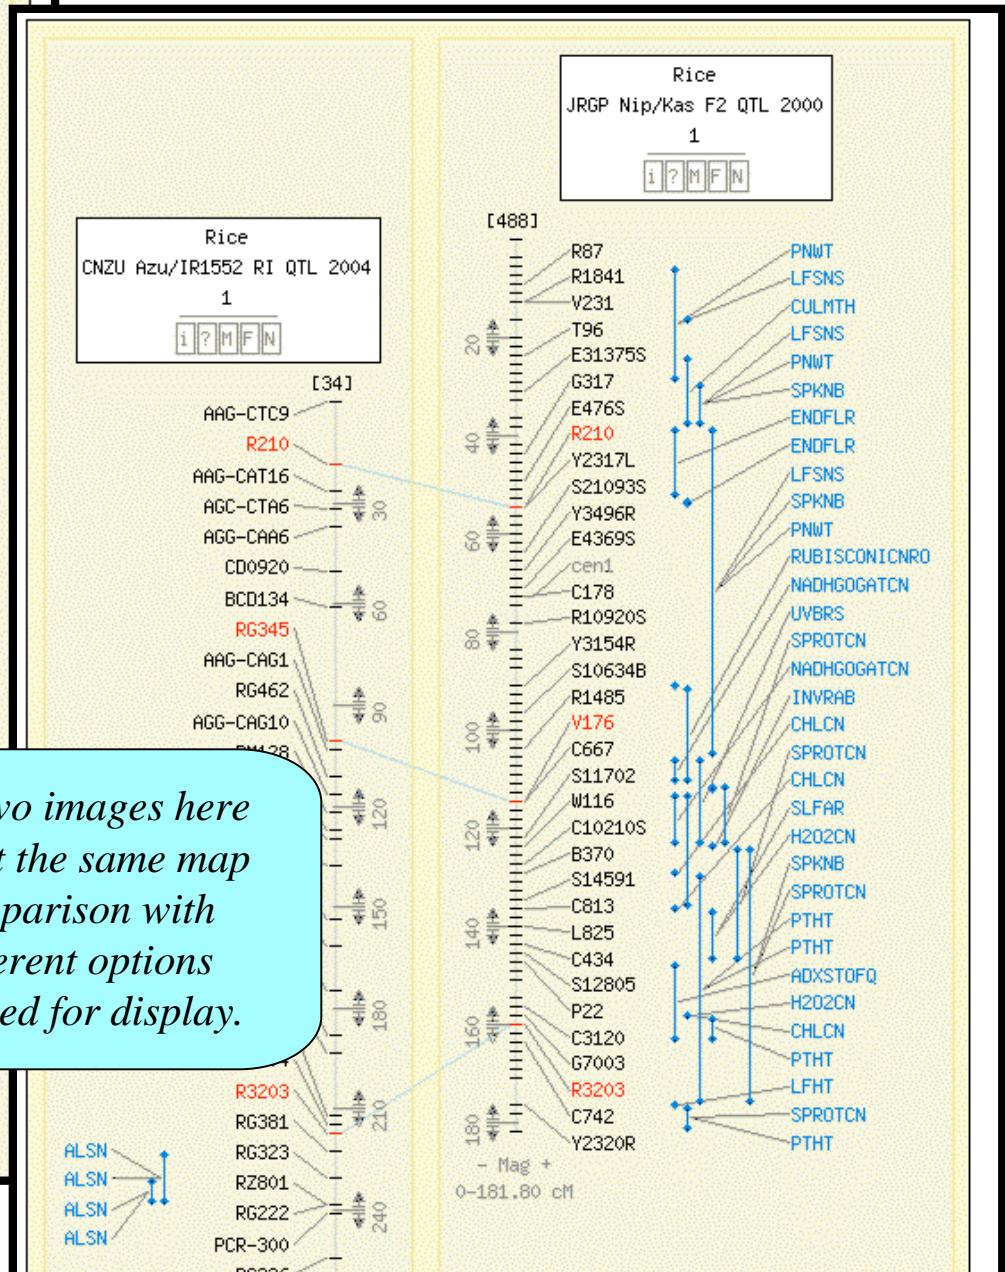 Rice
JRGP Nip/Kas F2 QTL 2000
1
i ? M F N
[488]
R87
R1841
V231
T96
E31375S
G317
E476S
R210
Y2317L
S21093S
Y3496R
E4369S
cen1
C178
R10920S
Y3154R
S10634B
R1485
V176
C667
S11702
W116
C10210S
B370
S14591
C813
L825
C434
S12805
P22
C3120
G7003
R3203
C742
Y2320R
20
40
60
80
100
120
140
160
180
- Mag +
0-181.80 cM
PNWT
LFSNS
CULMTH
LFSNS
PNWT
SPKNB
ENDFLR
ENDFLR
LFSNS
SPKNB
PNWT
RUBISCONICNRO
NADHGOGATCN
UVBRS
SPROTCN
NADHGOGATCN
INVRAB
CHLCN
SPROTCN
CHLCN
SLFAR
H2O2CN
SPKNB
SPROTCN
PTHT
PTHT
ADXSTOFQ
H2O2CN
CHLCN
PTHT
LFHT
SPROTCN
PTHT
Rice
CNZU Azu/IR1552 RI QTL 2004
1
i ? M F N
[34]
AAG-CTC9
R210
AAG-CAT16
AGC-CTA6
AGG-CAA6
CDO920
BCD134
RG345
AAG-CAG1
RG462
AGG-CAG10
R3203
RG381
RG323
RZ801
RG222
PCR-300
30
60
90
120
150
180
210
240
ALSN
ALSN
ALSN
ALSN
images here
the same map
with
options
for display.